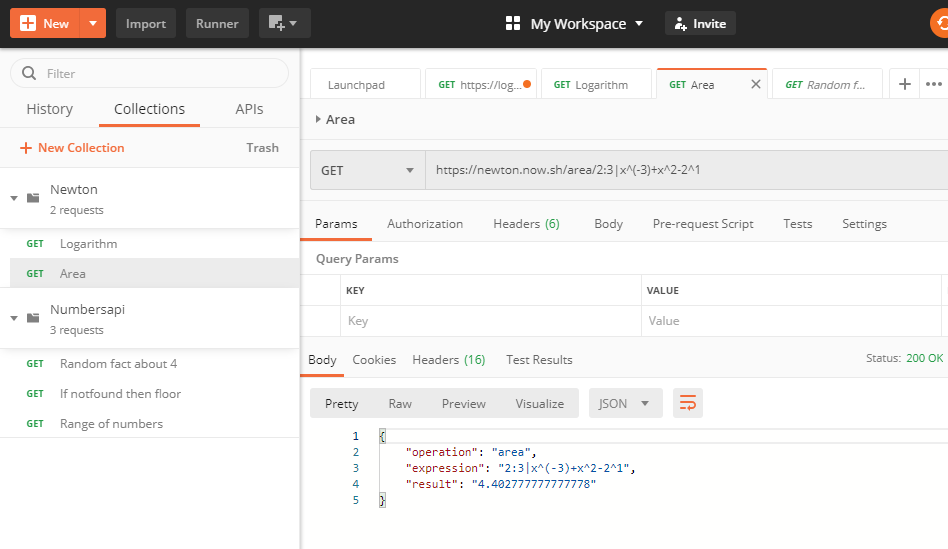 New
Import
Runner
My Workspace
Invite
Filter
History
Collections
APIs
New Collection
Trash
Newton
2 requests
GET Logarithm
GET Area
Numbersapi
3 requests
GET Random fact about 4
GET If notfound then floor
GET Range of numbers
Launchpad
GET https://log...
GET Logarithm
GET Area
GET Random f...
Area
GET
https://newton.now.sh/area/2:3|x^(-3)+x^2-2^1
Params
Authorization
Headers (6)
Body
Pre-request Script
Tests
Settings
Query Params
KEY
VALUE
Key
Value
Body
Cookies
Headers (16)
Test Results
Status: 200 OK
Pretty
Raw
Preview
Visualize
JSON
1 {
2 "operation": "area",
3 "expression": "2:3|x^(-3)+x^2-2^1",
4 "result": "4.402777777777778"
5 }